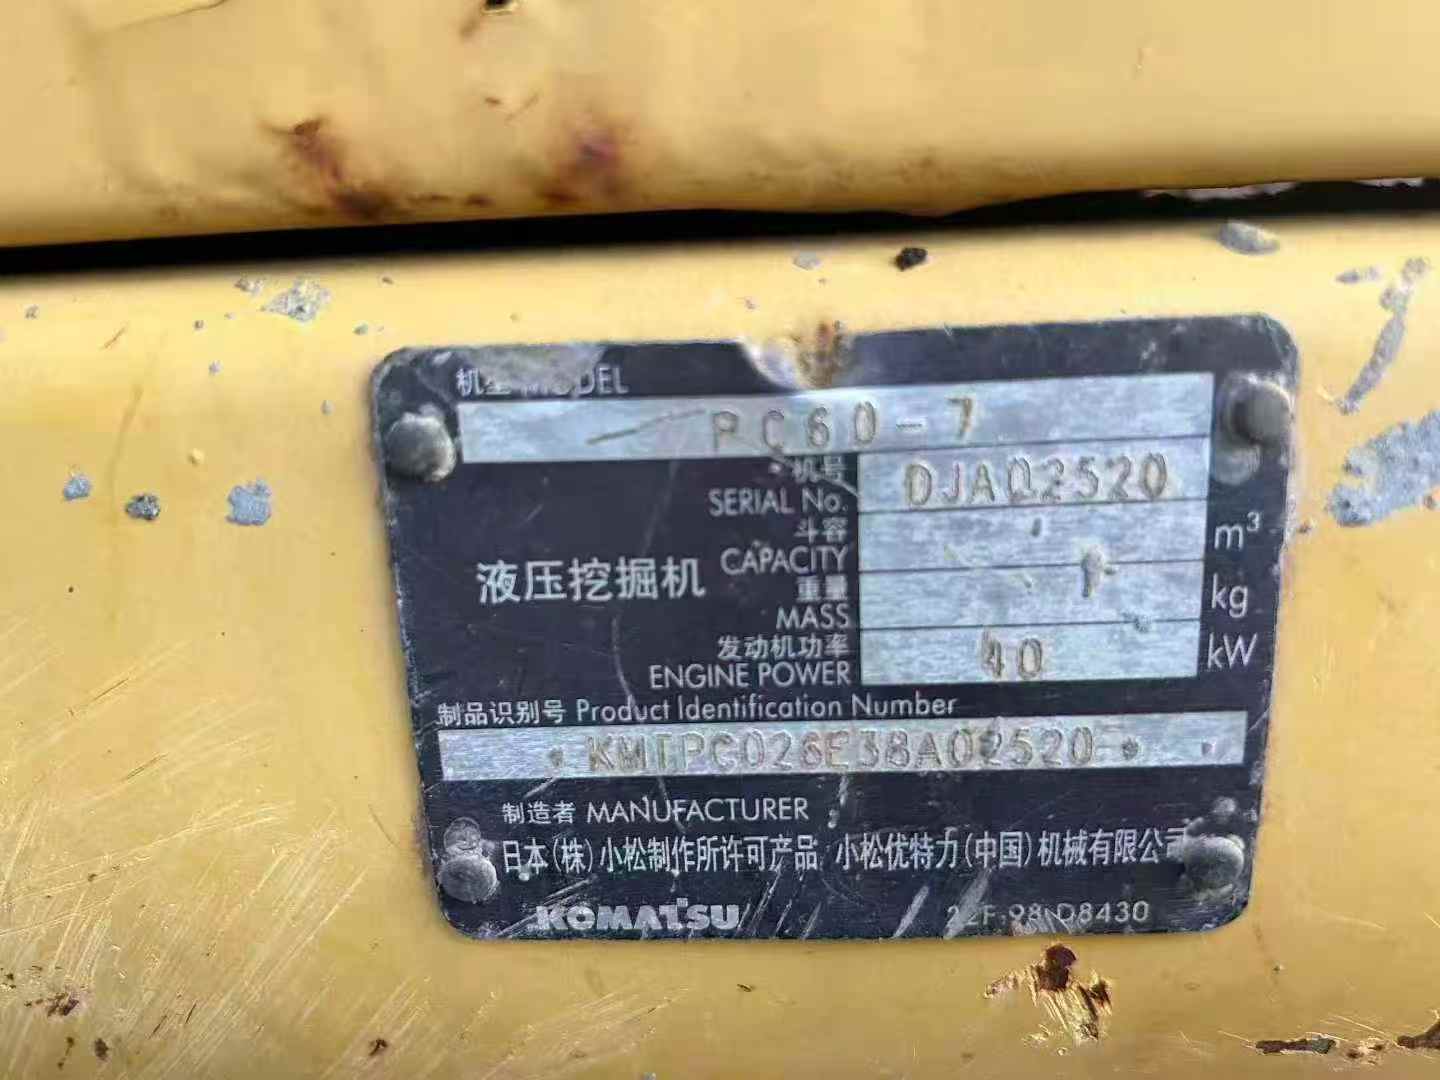 机型 MODEL
PC60-7
机号
SERIAL No.
DJA02520
斗容
CAPACITY
m³
重量
MASS
kg
液压挖掘机
发动机功率
ENGINE POWER
40
kW
制品识别号 Product Identification Number
KMTPC026E38A02520
制造者 MANUFACTURER
日本(株)小松制作所许可产品 小松优特力(中国)机械有限公司
KOMATSU
22F-98-D8430